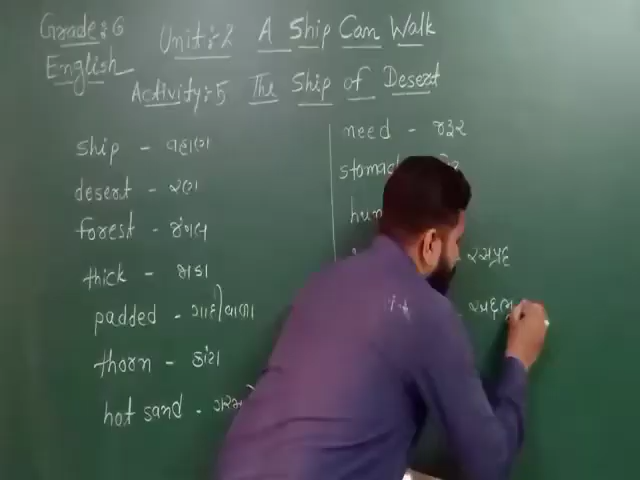 Grade:6
Unit:-2 A Ship Can Walk
English
Activity:-5 The Ship of Desert
ship - વહાણ
desert - રણ
forest - જંગલ
thick - જાડા
padded - ગાદીવાળા
thorn - કાંટા
hot sand - ગરમ
need - જરૂર